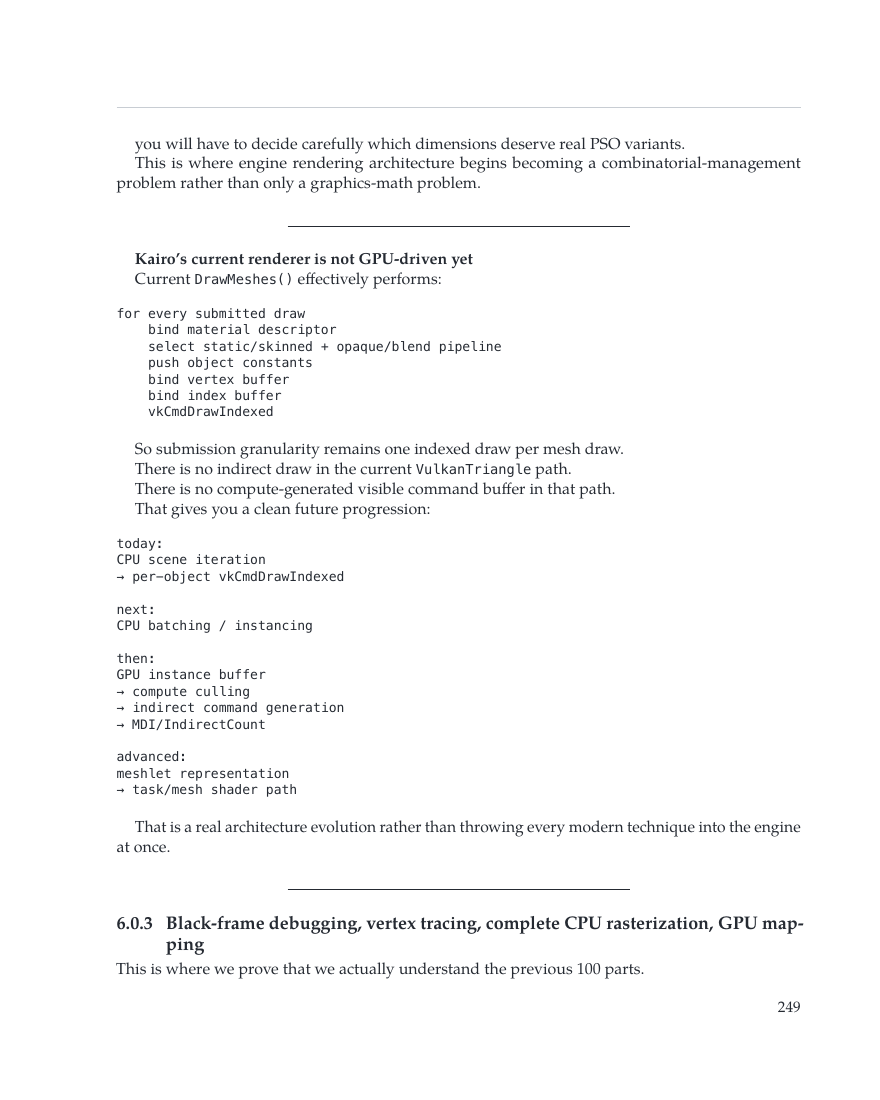 you will have to decide carefully which dimensions deserve real PSO variants.
This is where engine rendering architecture begins becoming a combinatorial-management
problem rather than only a graphics-math problem.
Kairo’s current renderer is not GPU-driven yet
Current DrawMeshes() effectively performs:
for every submitted draw
    bind material descriptor
    select static/skinned + opaque/blend pipeline
    push object constants
    bind vertex buffer
    bind index buffer
    vkCmdDrawIndexed
So submission granularity remains one indexed draw per mesh draw.
There is no indirect draw in the current VulkanTriangle path.
There is no compute-generated visible command buffer in that path.
That gives you a clean future progression:
today:
CPU scene iteration
→ per-object vkCmdDrawIndexed
next:
CPU batching / instancing
then:
GPU instance buffer
→ compute culling
→ indirect command generation
→ MDI/IndirectCount
advanced:
meshlet representation
→ task/mesh shader path
That is a real architecture evolution rather than throwing every modern technique into the engine
at once.
6.0.3 Black-frame debugging, vertex tracing, complete CPU rasterization, GPU map-
ping
This is where we prove that we actually understand the previous 100 parts.
249